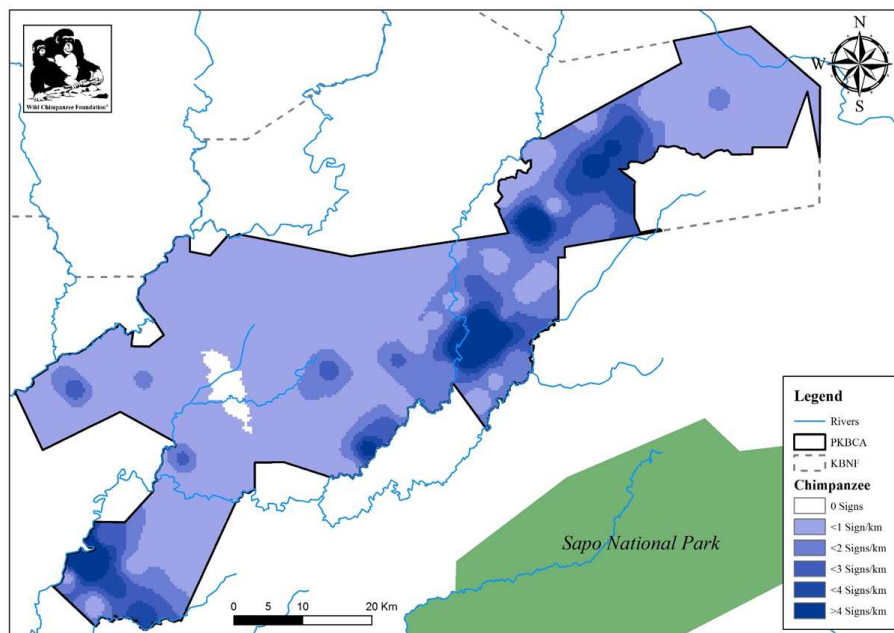 Wild Chimpanzee Foundation®
N
W
E
S
Legend
Rivers
PKBCA
KBNF
Chimpanzee
0 Signs
<1 Sign/km
<2 Signs/km
<3 Signs/km
<4 Signs/km
>4 Signs/km
Sapo National Park
0 5 10 20 Km